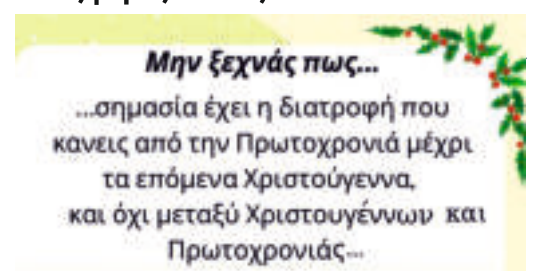 Μην ξεχνάς πως...
...σημασία έχει η διατροφή που
κανεις από την Πρωτοχρονιά μέχρι
τα επόμενα Χριστούγεννα,
και όχι μεταξύ Χριστουγέννων και
Πρωτοχρονιάς...